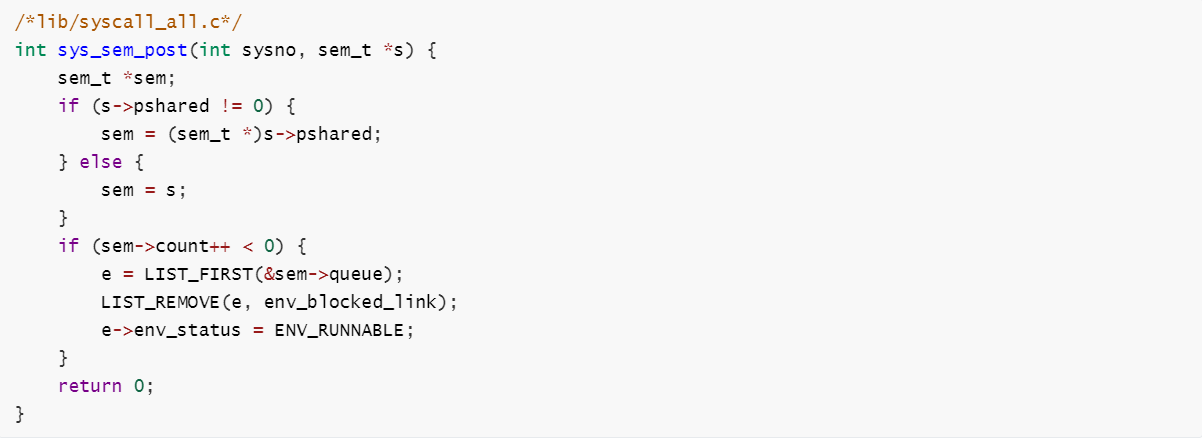 /*lib/syscall_all.c*/
int sys_sem_post(int sysno, sem_t *s) {
    sem_t *sem;
    if (s->pshared != 0) {
        sem = (sem_t *)s->pshared;
    } else {
        sem = s;
    }
    if (sem->count++ < 0) {
        e = LIST_FIRST(&sem->queue);
        LIST_REMOVE(e, env_blocked_link);
        e->env_status = ENV_RUNNABLE;
    }
    return 0;
}